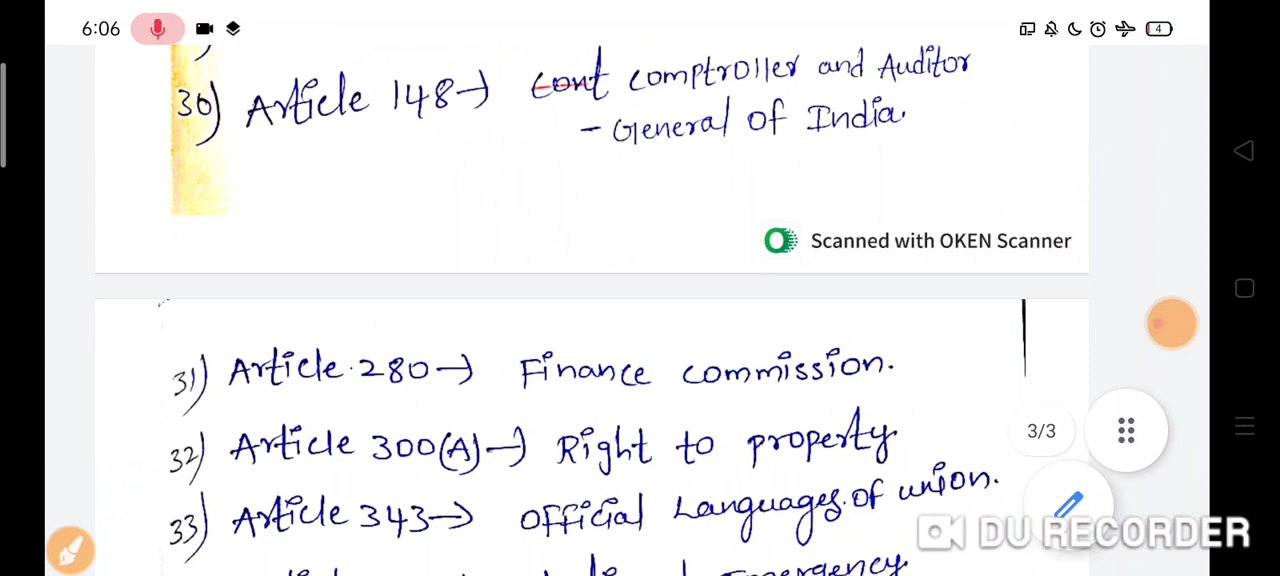 6:06
4
30) Article 148→ cont comptroller and Auditor
- General of India.
Scanned with OKEN Scanner
31) Article.280→ Finance commission.
32) Article 300(A)→ Right to property
3/3
33) Article 343→ official Languages.of union.
DU RECORDER
Emergency